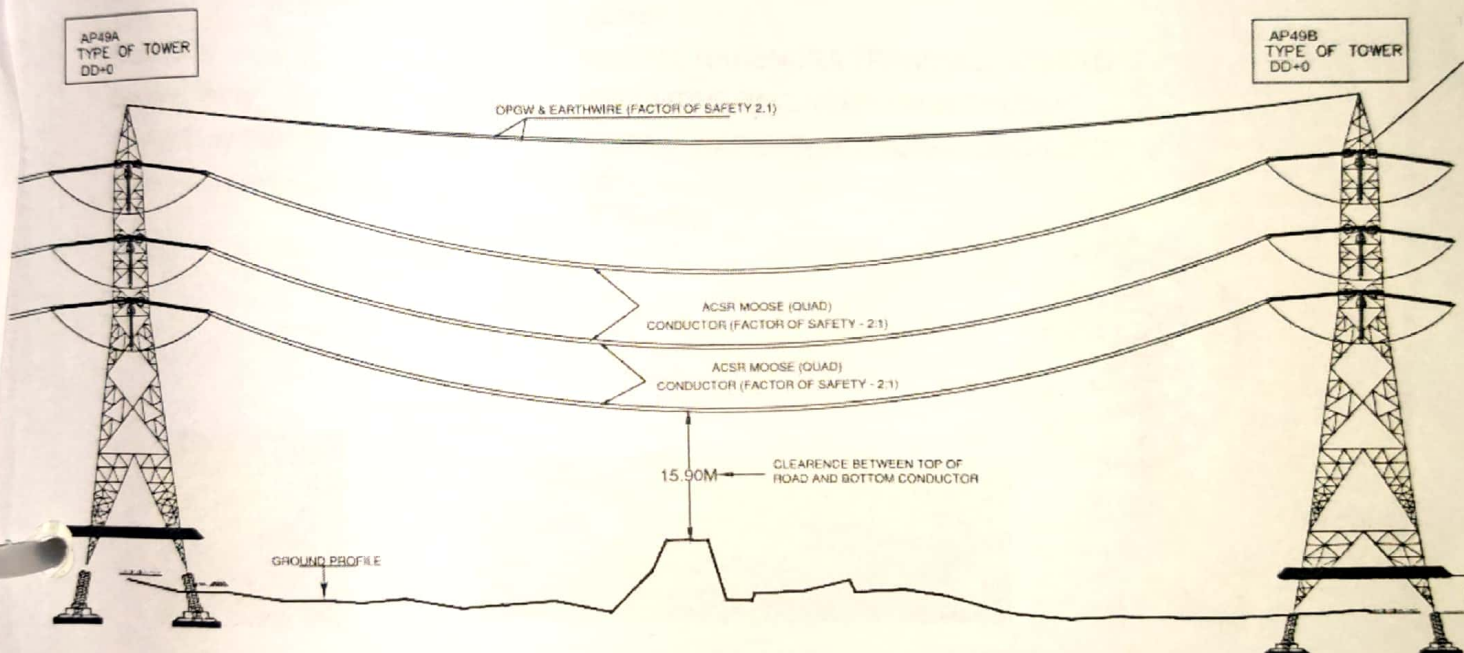 AP49A
TYPE OF TOWER
DD+0
AP49B
TYPE OF TOWER
DD+0
OPGW & EARTHWIRE (FACTOR OF SAFETY 2.1)
ACSR MOOSE (QUAD)
CONDUCTOR (FACTOR OF SAFETY - 2:1)
ACSR MOOSE (QUAD)
CONDUCTOR (FACTOR OF SAFETY - 2:1)
15.90M
CLEARENCE BETWEEN TOP OF
ROAD AND BOTTOM CONDUCTOR
GROUND PROFILE